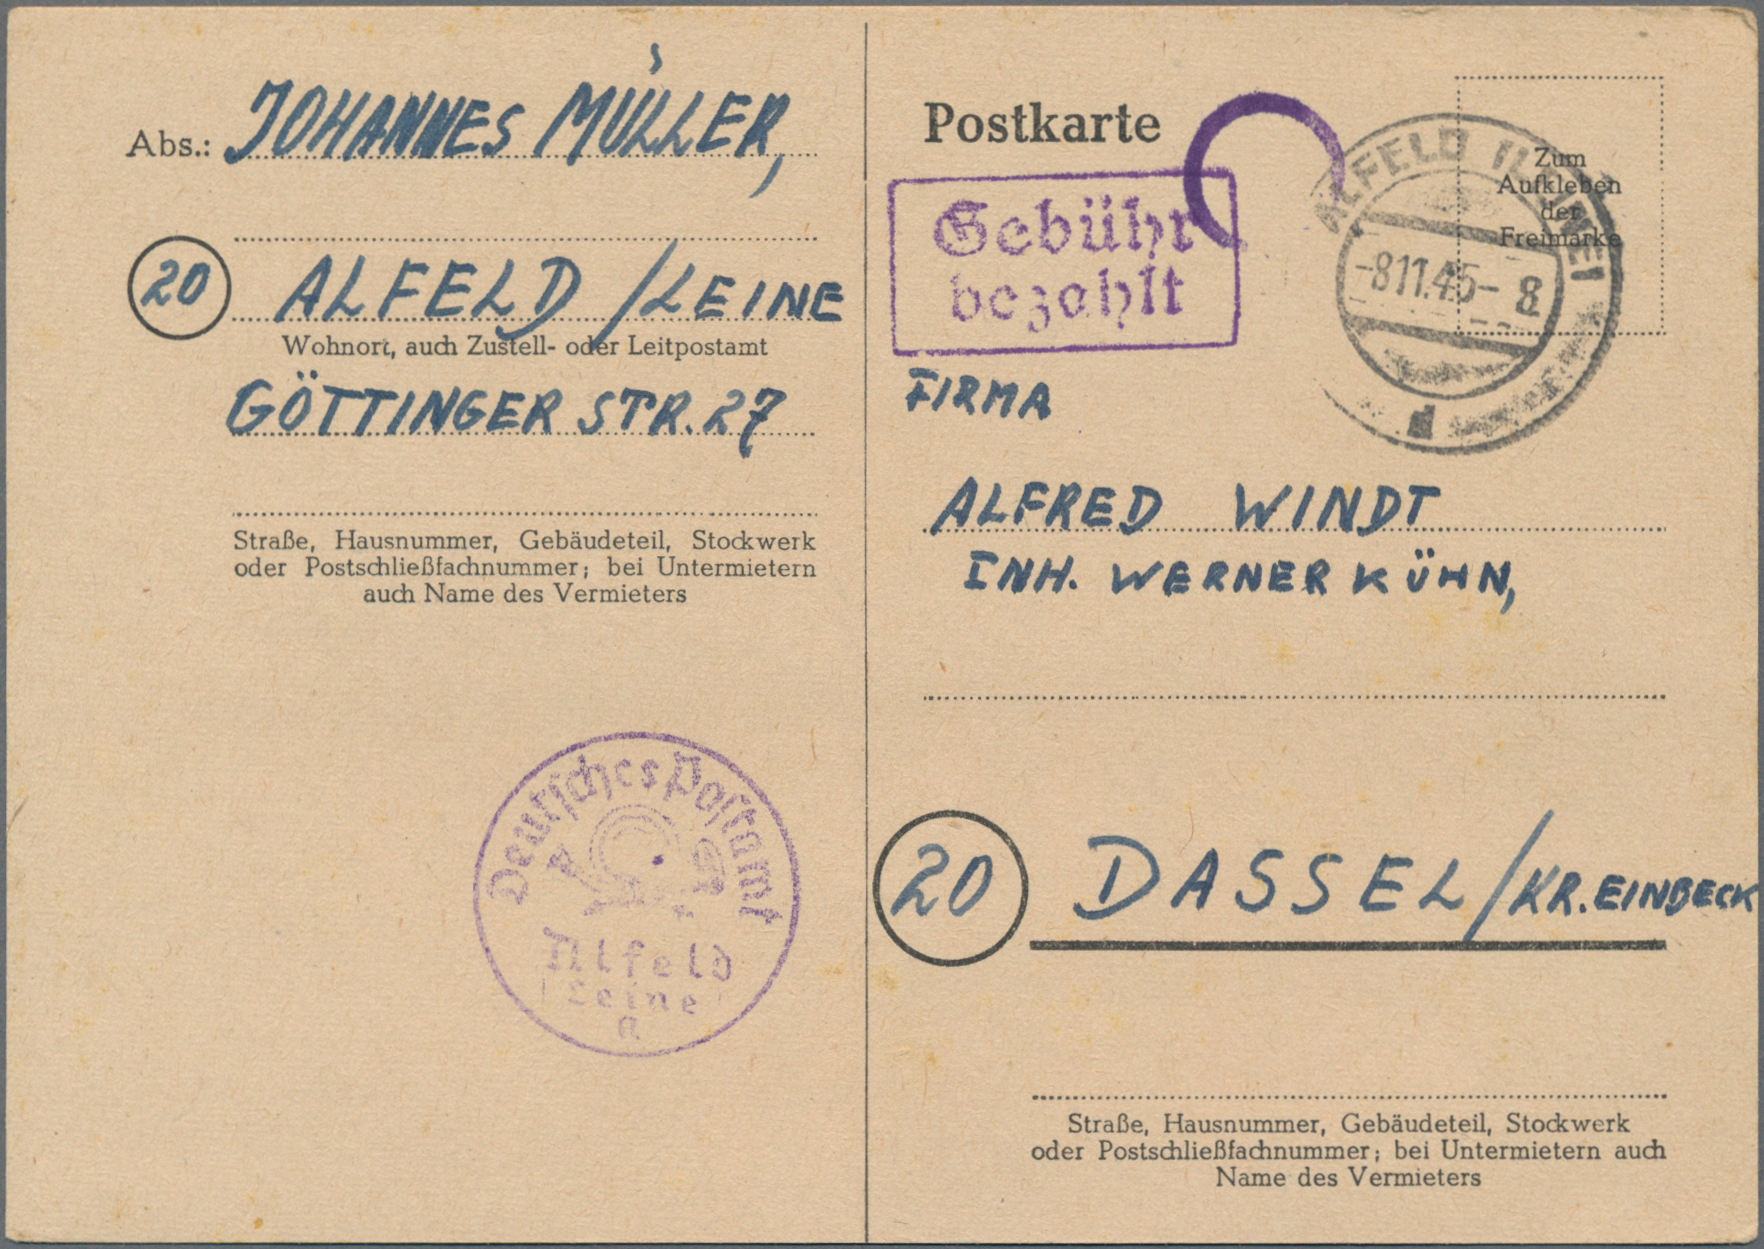 Abs.: JOHANNES MÜLLER,
20 ALFELD /LEINE
Wohnort, auch Zustell- oder Leitpostamt
GÖTTINGER STR. 27
Straße, Hausnummer, Gebäudeteil, Stockwerk
oder Postschließfachnummer; bei Untermietern
auch Name des Vermieters
Deutsches Postamt
Alfeld
(Leine)
a
Postkarte
Gebühr
bezahlt
ALFELD (LEINE)
-8.11.45-8
d
Zum
Aufkleben
der
Freimarke
FIRMA
ALFRED WINDT
INH. WERNER KÜHN,
20 DASSEL/KR.EINBECK
Straße, Hausnummer, Gebäudeteil, Stockwerk
oder Postschließfachnummer; bei Untermietern auch
Name des Vermieters